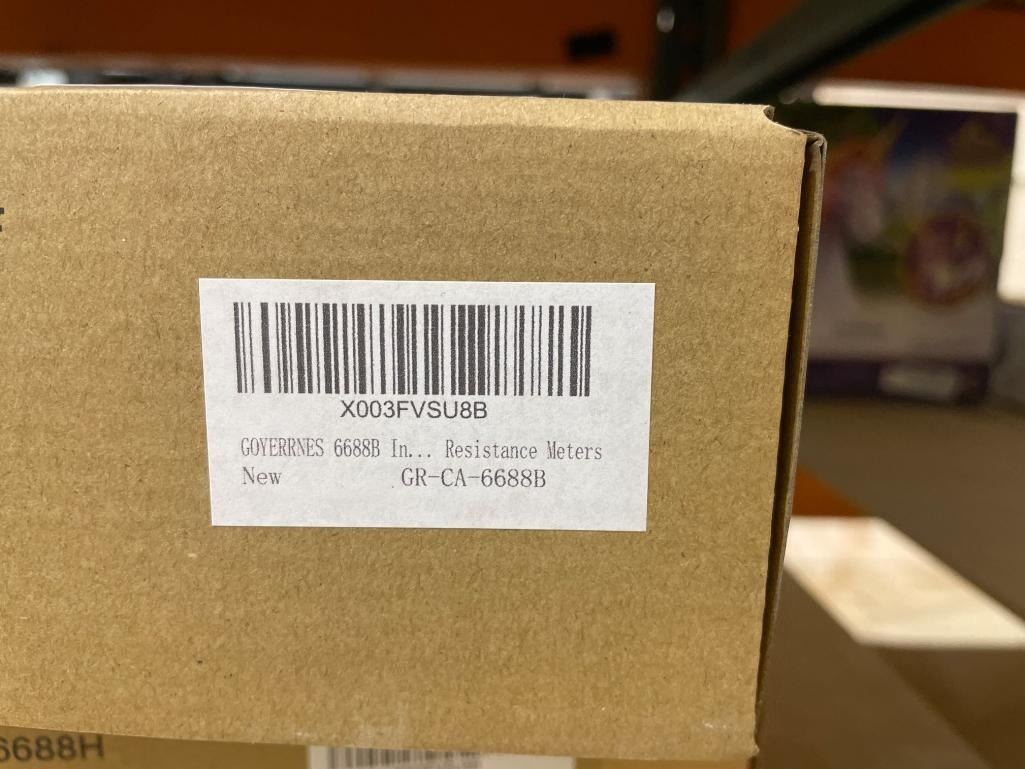 X003FVSU8B
GOYERRNES 6688B In... Resistance Meters
New GR-CA-6688B
6688H